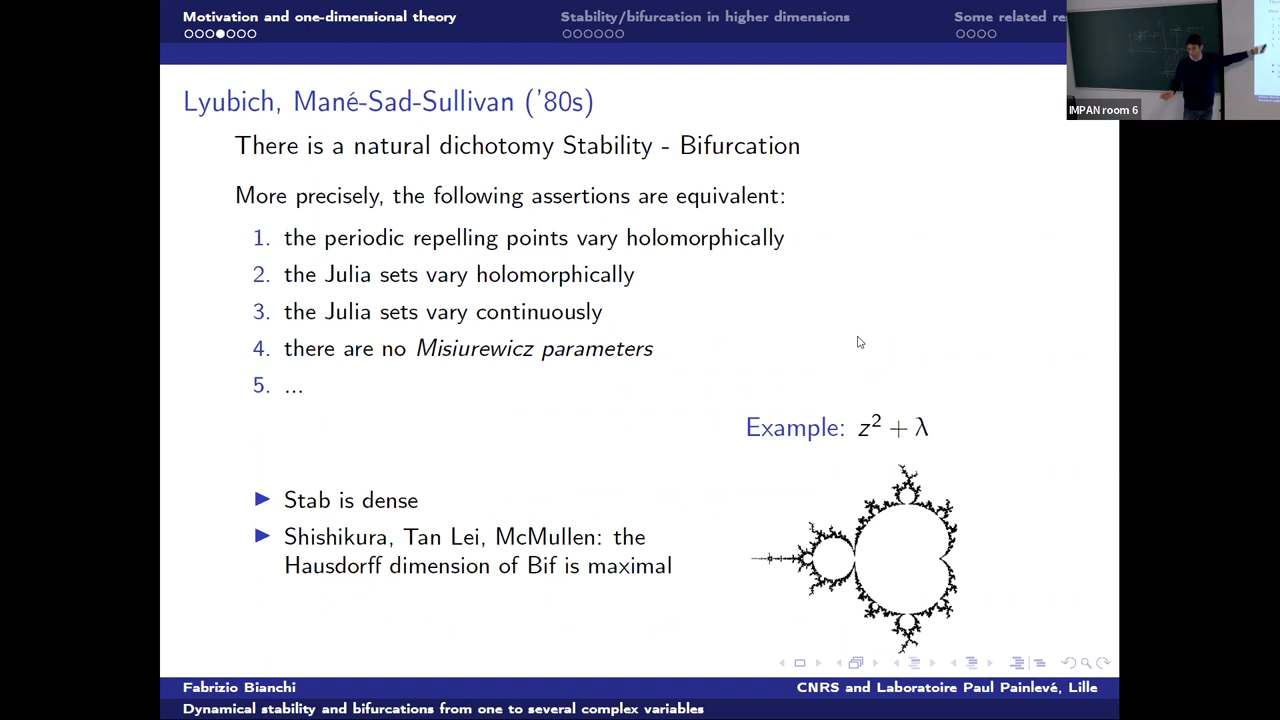 Motivation and one-dimensional theory
Stability/bifurcation in higher dimensions
Some related re
IMPAN room 6
Lyubich, Mané-Sad-Sullivan ('80s)
There is a natural dichotomy Stability - Bifurcation
More precisely, the following assertions are equivalent:
1. the periodic repelling points vary holomorphically
2. the Julia sets vary holomorphically
3. the Julia sets vary continuously
4. there are no Misiurewicz parameters
5. ...
Example: z² + λ
▶ Stab is dense
▶ Shishikura, Tan Lei, McMullen: the
Hausdorff dimension of Bif is maximal
Fabrizio Bianchi
CNRS and Laboratoire Paul Painlevé, Lille
Dynamical stability and bifurcations from one to several complex variables